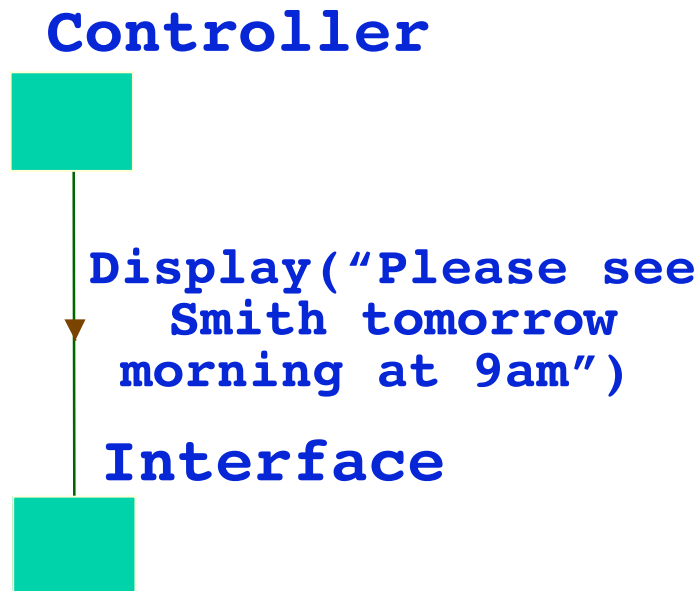 Controller
Display(“Please see
Smith tomorrow
morning at 9am”)
Interface